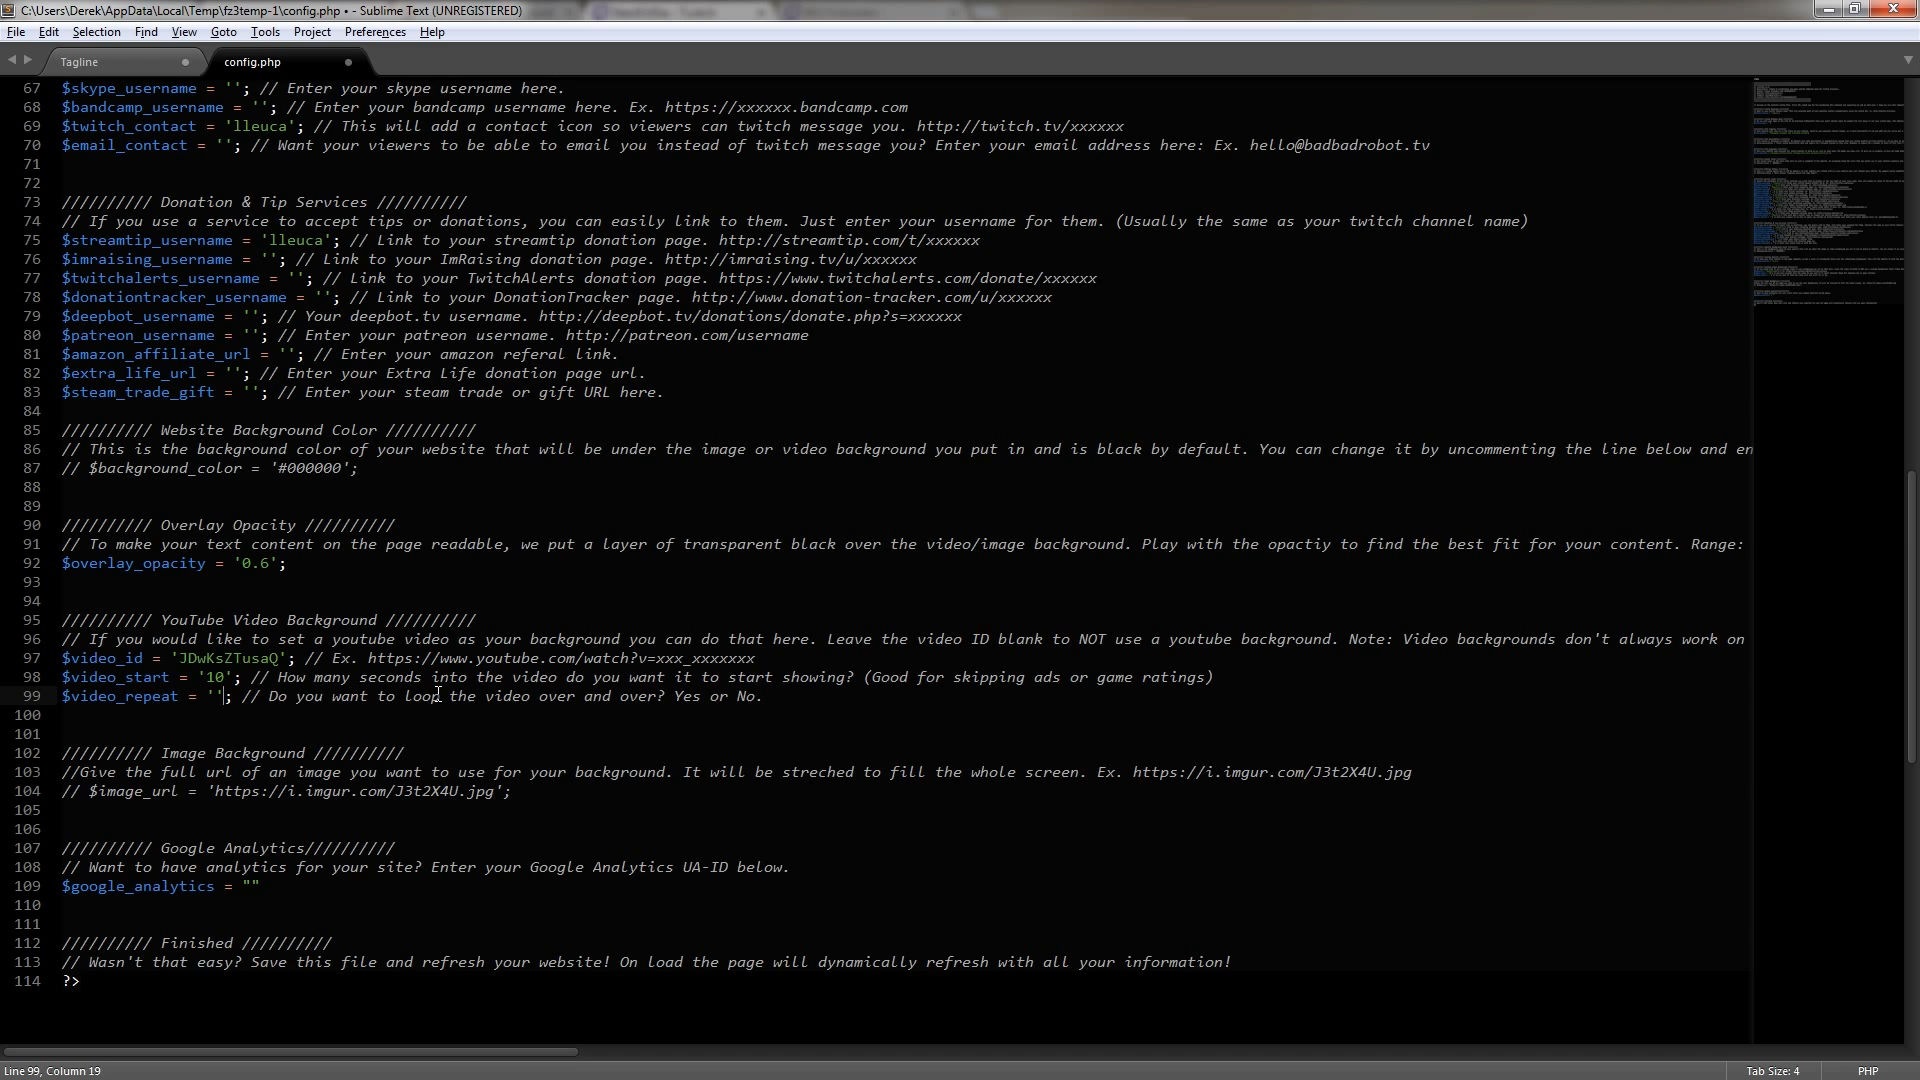 C:\Users\Derek\AppData\Local\Temp\fz3temp-1\config.php • - Sublime Text (UNREGISTERED)
File Edit Selection Find View Goto Tools Project Preferences Help
Tagline config.php
67 $skype_username = ''; // Enter your skype username here.
68 $bandcamp_username = ''; // Enter your bandcamp username here. Ex. https://xxxxxx.bandcamp.com
69 $twitch_contact = 'lleuca'; // This will add a contact icon so viewers can twitch message you. http://twitch.tv/xxxxxx
70 $email_contact = ''; // Want your viewers to be able to email you instead of twitch message you? Enter your email address here: Ex. hello@badbadrobot.tv
71
72
73 ////////// Donation & Tip Services //////////
74 // If you use a service to accept tips or donations, you can easily link to them. Just enter your username for them. (Usually the same as your twitch channel name)
75 $streamtip_username = 'lleuca'; // Link to your streamtip donation page. http://streamtip.com/t/xxxxxx
76 $imraising_username = ''; // Link to your ImRaising donation page. http://imraising.tv/u/xxxxxx
77 $twitchalerts_username = ''; // Link to your TwitchAlerts donation page. https://www.twitchalerts.com/donate/xxxxxx
78 $donationtracker_username = ''; // Link to your DonationTracker page. http://www.donation-tracker.com/u/xxxxxx
79 $deepbot_username = ''; // Your deepbot.tv username. http://deepbot.tv/donations/donate.php?s=xxxxxx
80 $patreon_username = ''; // Enter your patreon username. http://patreon.com/username
81 $amazon_affiliate_url = ''; // Enter your amazon referal link.
82 $extra_life_url = ''; // Enter your Extra Life donation page url.
83 $steam_trade_gift = ''; // Enter your steam trade or gift URL here.
84
85 ////////// Website Background Color //////////
86 // This is the background color of your website that will be under the image or video background you put in and is black by default. You can change it by uncommenting the line below and en
87 // $background_color = '#000000';
88
89
90 ////////// Overlay Opacity //////////
91 // To make your text content on the page readable, we put a layer of transparent black over the video/image background. Play with the opactiy to find the best fit for your content. Range:
92 $overlay_opacity = '0.6';
93
94
95 ////////// YouTube Video Background //////////
96 // If you would like to set a youtube video as your background you can do that here. Leave the video ID blank to NOT use a youtube background. Note: Video backgrounds don't always work on
97 $video_id = 'JDwKsZTusaQ'; // Ex. https://www.youtube.com/watch?v=xxx_xxxxxxx
98 $video_start = '10'; // How many seconds into the video do you want it to start showing? (Good for skipping ads or game ratings)
99 $video_repeat = ''; // Do you want to loop the video over and over? Yes or No.
100
101
102 ////////// Image Background //////////
103 //Give the full url of an image you want to use for your background. It will be streched to fill the whole screen. Ex. https://i.imgur.com/J3t2X4U.jpg
104 // $image_url = 'https://i.imgur.com/J3t2X4U.jpg';
105
106
107 ////////// Google Analytics//////////
108 // Want to have analytics for your site? Enter your Google Analytics UA-ID below.
109 $google_analytics = ""
110
111
112 ////////// Finished //////////
113 // Wasn't that easy? Save this file and refresh your website! On load the page will dynamically refresh with all your information!
114 ?>
Line 99, Column 19 Tab Size: 4 PHP